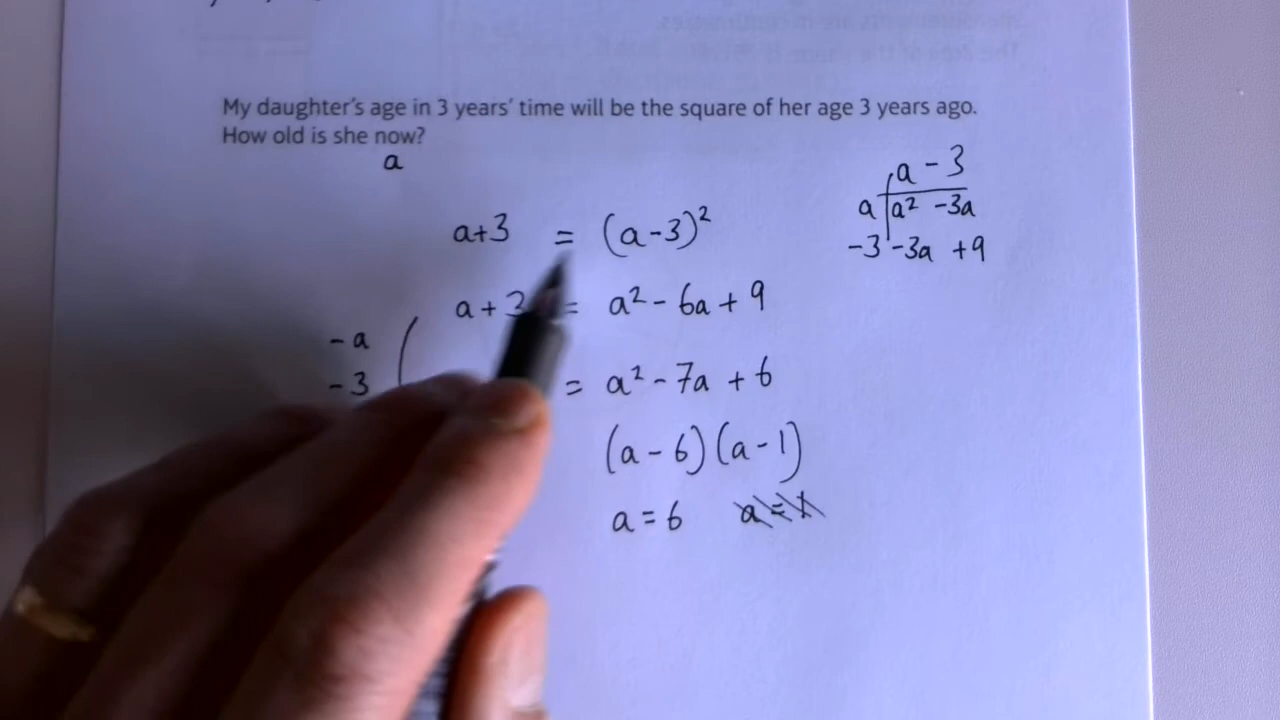 My daughter's age in 3 years' time will be the square of her age 3 years ago.
How old is she now?
a
a - 3
a a² -3a
-3 -3a +9
a+3 = (a-3)²
a + 3 = a² - 6a + 9
-a
-3
= a² - 7a + 6
(a - 6)(a - 1)
a = 6 a = 1